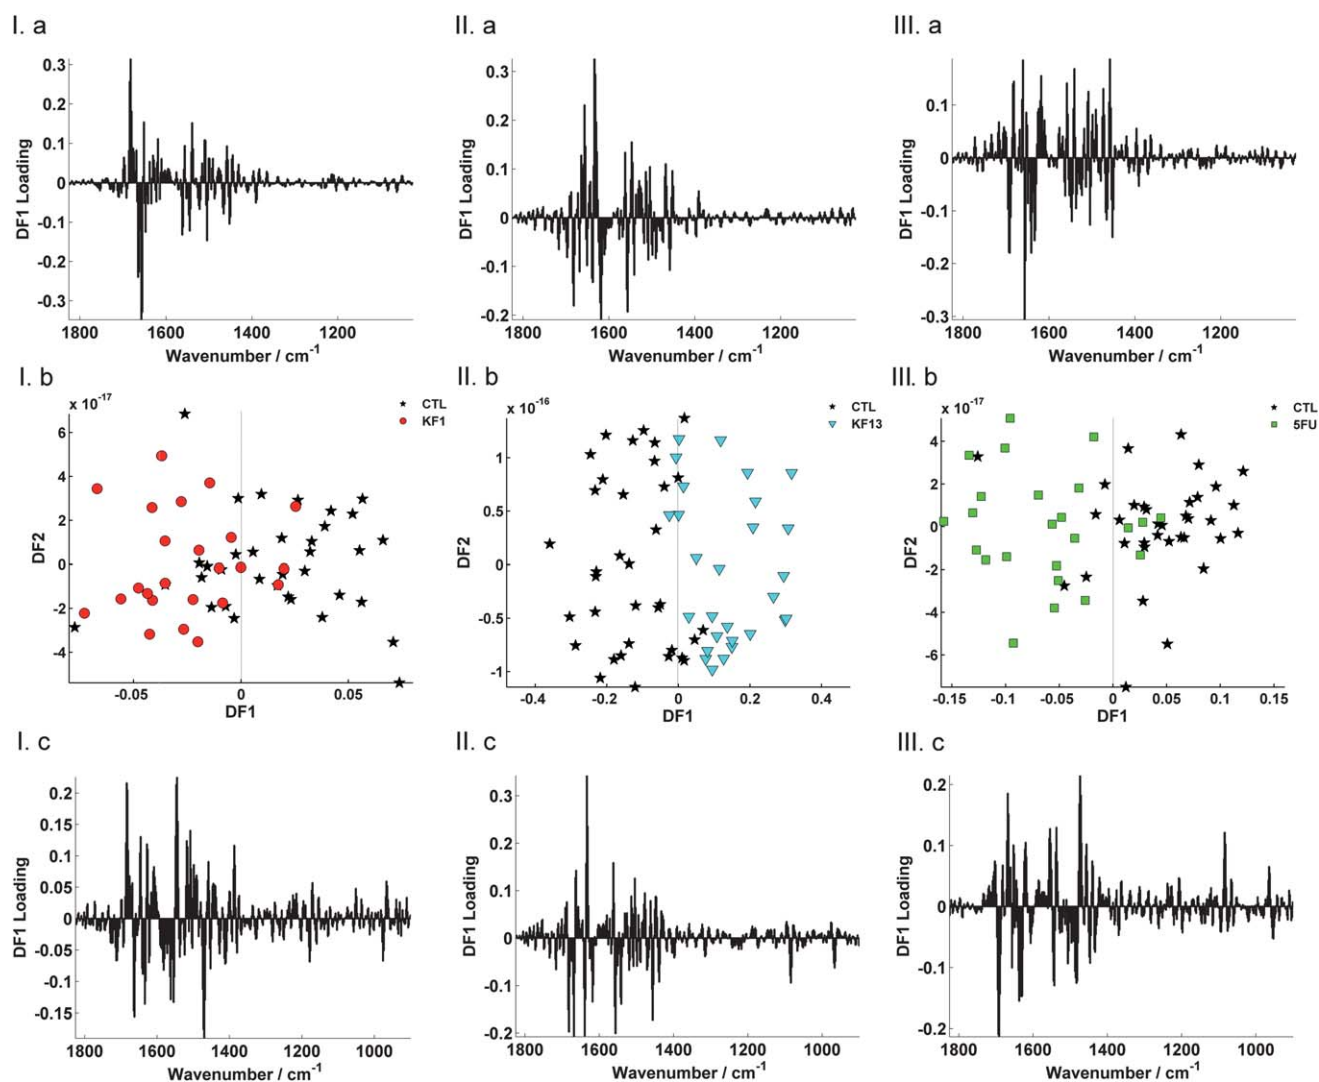 I. a
0.3
0.2
0.1
0
-0.1
-0.2
-0.3
DF1 Loading
1800 1600 1400 1200
Wavenumber / cm⁻¹
II. a
0.3
0.2
0.1
0
-0.1
-0.2
DF1 Loading
1800 1600 1400 1200
Wavenumber / cm⁻¹
III. a
0.1
0
-0.1
-0.2
-0.3
DF1 Loading
1800 1600 1400 1200
Wavenumber / cm⁻¹
I. b
x 10⁻¹⁷
CTL
KF1
6
4
2
0
-2
-4
DF2
-0.05 0 0.05
DF1
II. b
x 10⁻¹⁶
CTL
KF13
1
0.5
0
-0.5
-1
DF2
-0.4 -0.2 0 0.2 0.4
DF1
III. b
x 10⁻¹⁷
CTL
5FU
4
2
0
-2
-4
-6
DF2
-0.15 -0.1 -0.05 0 0.05 0.1 0.15
DF1
I. c
0.2
0.15
0.1
0.05
0
-0.05
-0.1
-0.15
DF1 Loading
1800 1600 1400 1200 1000
Wavenumber / cm⁻¹
II. c
0.3
0.2
0.1
0
-0.1
-0.2
DF1 Loading
1800 1600 1400 1200 1000
Wavenumber / cm⁻¹
III. c
0.2
0.1
0
-0.1
-0.2
DF1 Loading
1800 1600 1400 1200 1000
Wavenumber / cm⁻¹